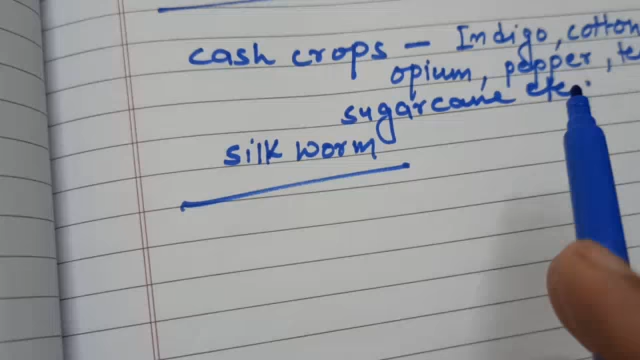 cash crops - Indigo, cotton
opium, pepper,
sugarcane etc.
silk worm